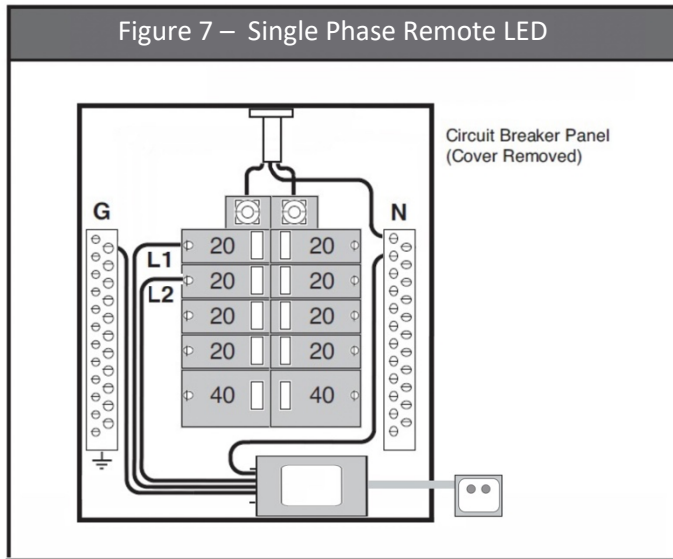 Figure 7 – Single Phase Remote LED
Circuit Breaker Panel
(Cover Removed)
G
N
L1
20
20
L2
20
20
20
20
20
20
40
40